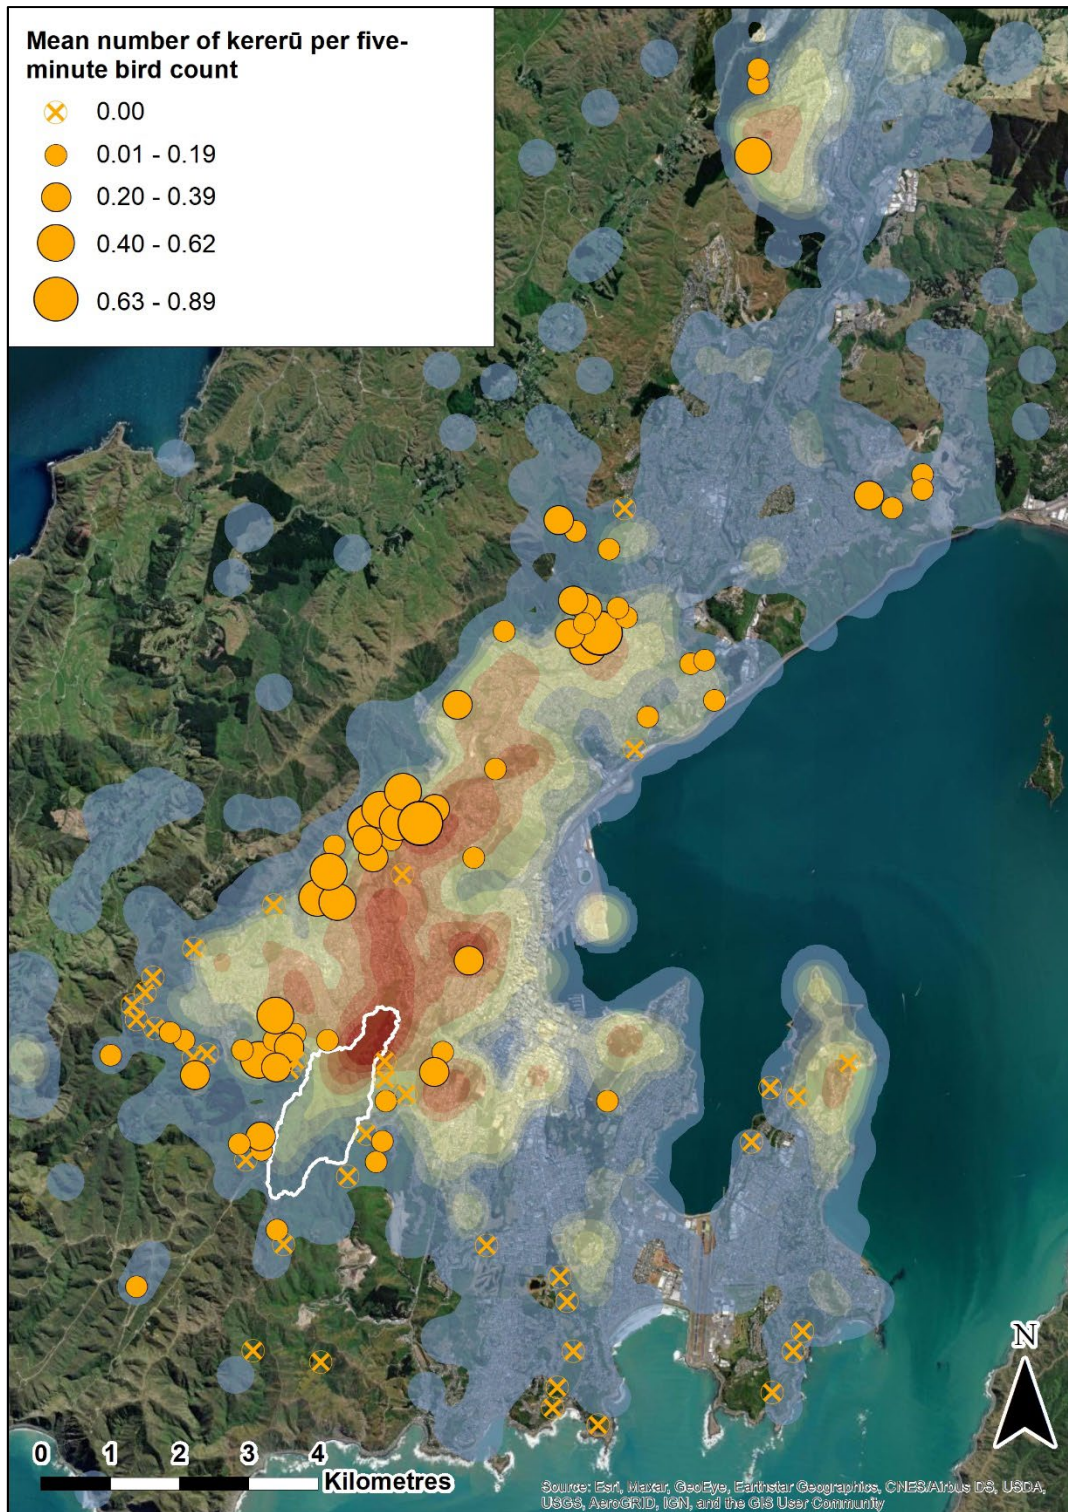 Mean number of kererū per five-
minute bird count
0.00
0.01 - 0.19
0.20 - 0.39
0.40 - 0.62
0.63 - 0.89
N
0 1 2 3 4
Kilometres
Source: Esri, Maxar, GeoEye, Earthstar Geographics, CNES/Airbus DS, USDA,
USGS, AeroGRID, IGN, and the GIS User Community